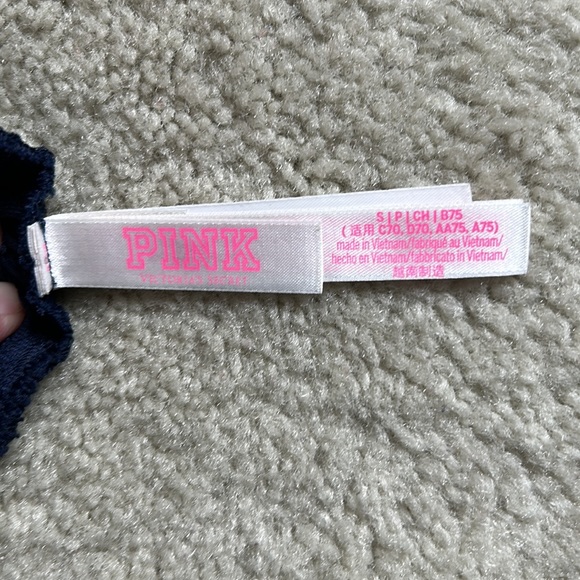 PINK
VICTORIA'S SECRET
S | P | CH | B75
( 适用 C70, D70, AA75, A75)
made in Vietnam/fabriqué au Vietnam/
hecho en Vietnam/fabbricato in Vietnam/
越南制造